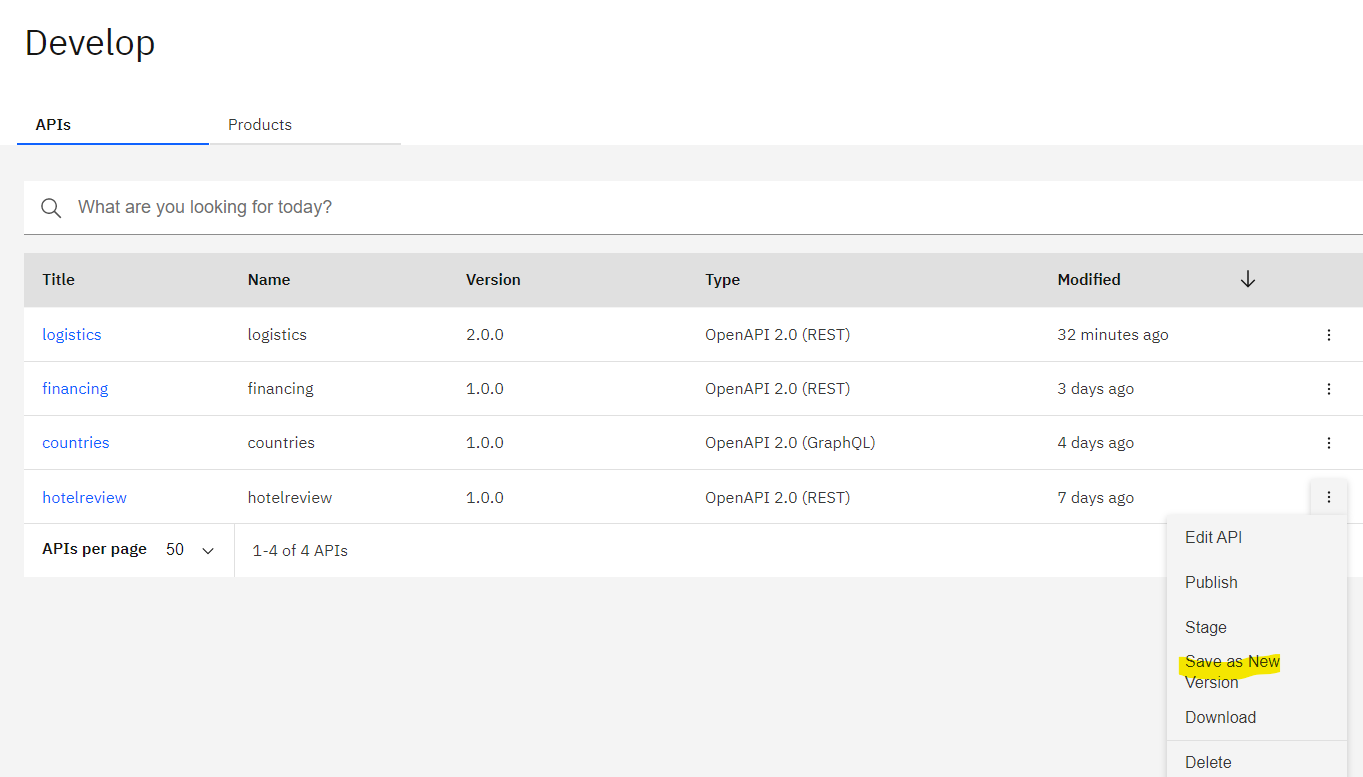 Develop
APIs Products
What are you looking for today?
Title Name Version Type Modified
logistics logistics 2.0.0 OpenAPI 2.0 (REST) 32 minutes ago
financing financing 1.0.0 OpenAPI 2.0 (REST) 3 days ago
countries countries 1.0.0 OpenAPI 2.0 (GraphQL) 4 days ago
hotelreview hotelreview 1.0.0 OpenAPI 2.0 (REST) 7 days ago
APIs per page 50 1-4 of 4 APIs
Edit API
Publish
Stage
Save as New
Version
Download
Delete